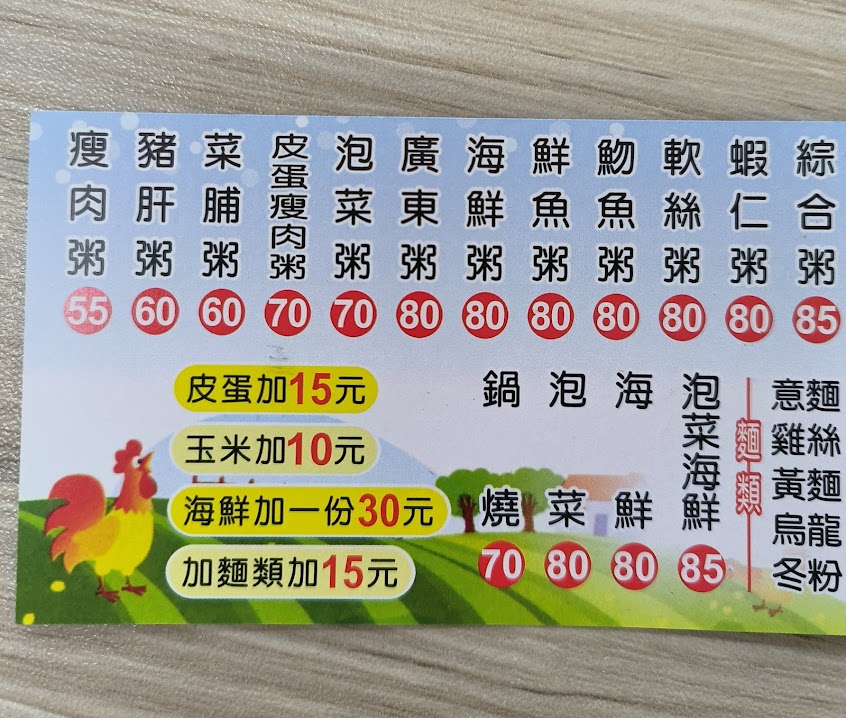 瘦肉粥 55
豬肝粥 60
菜脯粥 60
皮蛋瘦肉粥 70
泡菜粥 70
廣東粥 80
海鮮粥 80
鮮魚粥 80
魩魚粥 80
軟絲粥 80
蝦仁粥 80
綜合粥 85
皮蛋加15元
玉米加10元
海鮮加一份30元
加麵類加15元
鍋燒 70
泡菜 80
海鮮 80
泡菜海鮮 85
麵類
意麵
雞絲
黃麵
烏龍
冬粉